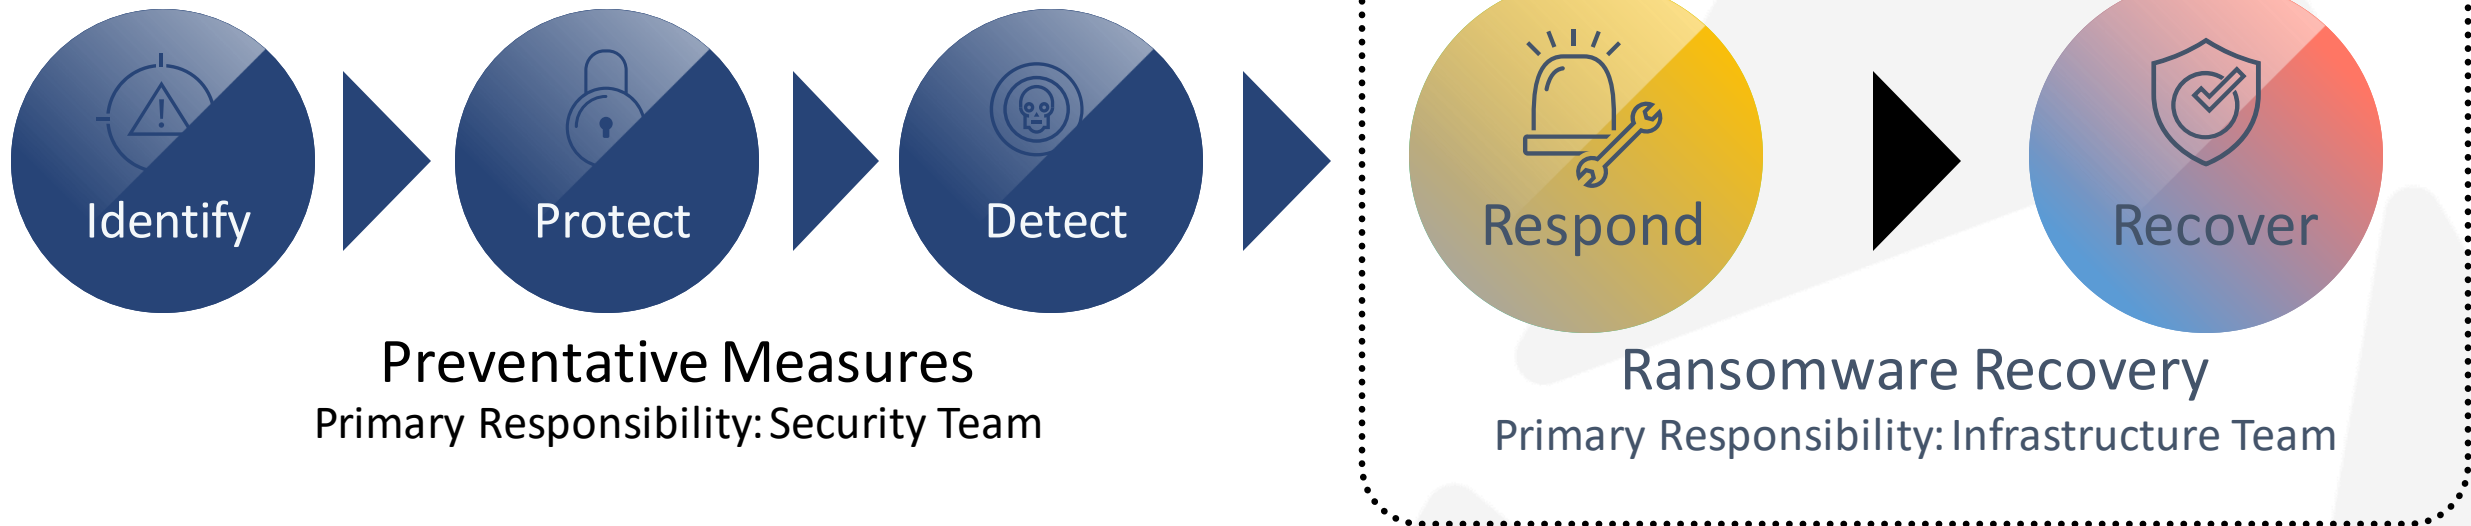 Identify
Protect
Detect
Respond
Recover
Preventative Measures
Primary Responsibility: Security Team
Ransomware Recovery
Primary Responsibility: Infrastructure Team